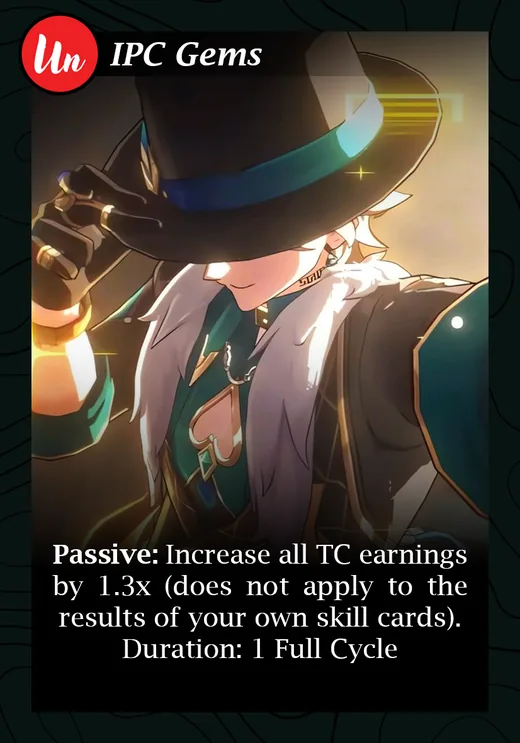 Un
IPC Gems
Passive: Increase all TC earnings
by 1.3x (does not apply to the
results of your own skill cards).
Duration: 1 Full Cycle